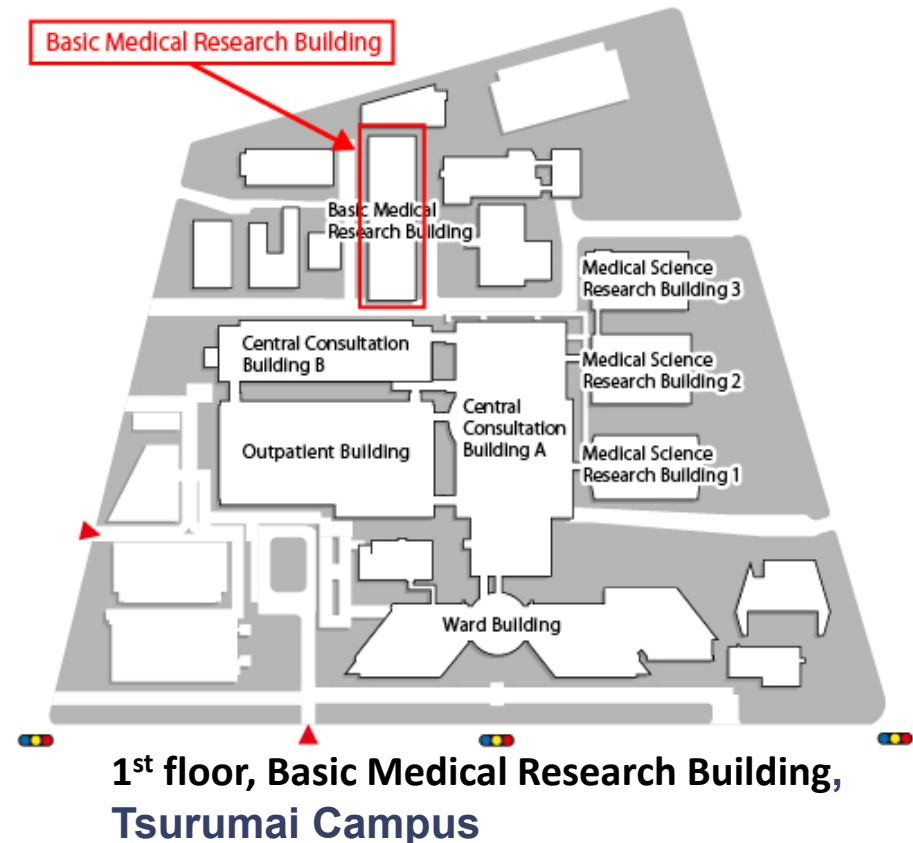 Basic Medical Research Building
Basic Medical
Research Building
Medical Science
Research Building 3
Central Consultation
Building B
Medical Science
Research Building 2
Central
Consultation
Building A
Outpatient Building
Medical Science
Research Building 1
Ward Building
1st floor, Basic Medical Research Building,
Tsurumai Campus